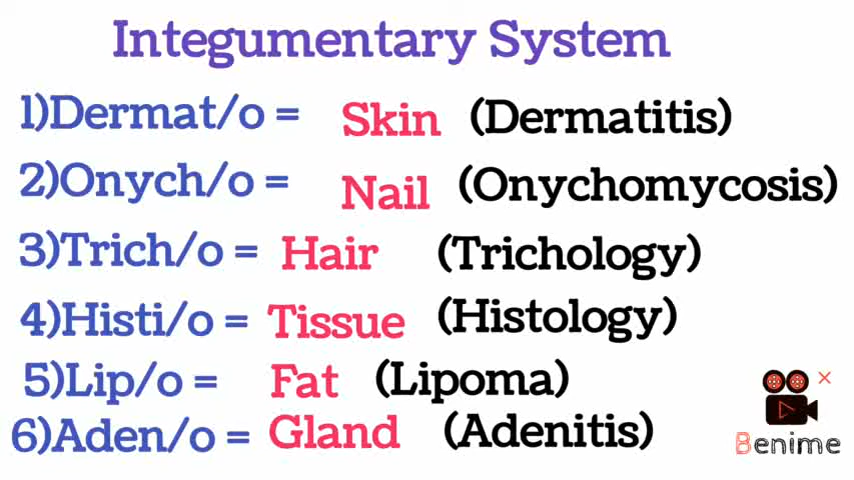 Integumentary System
1)Dermat/o = Skin (Dermatitis)
2)Onych/o = Nail (Onychomycosis)
3)Trich/o = Hair (Trichology)
4)Histi/o = Tissue (Histology)
5)Lip/o = Fat (Lipoma)
6)Aden/o = Gland (Adenitis)
Benime